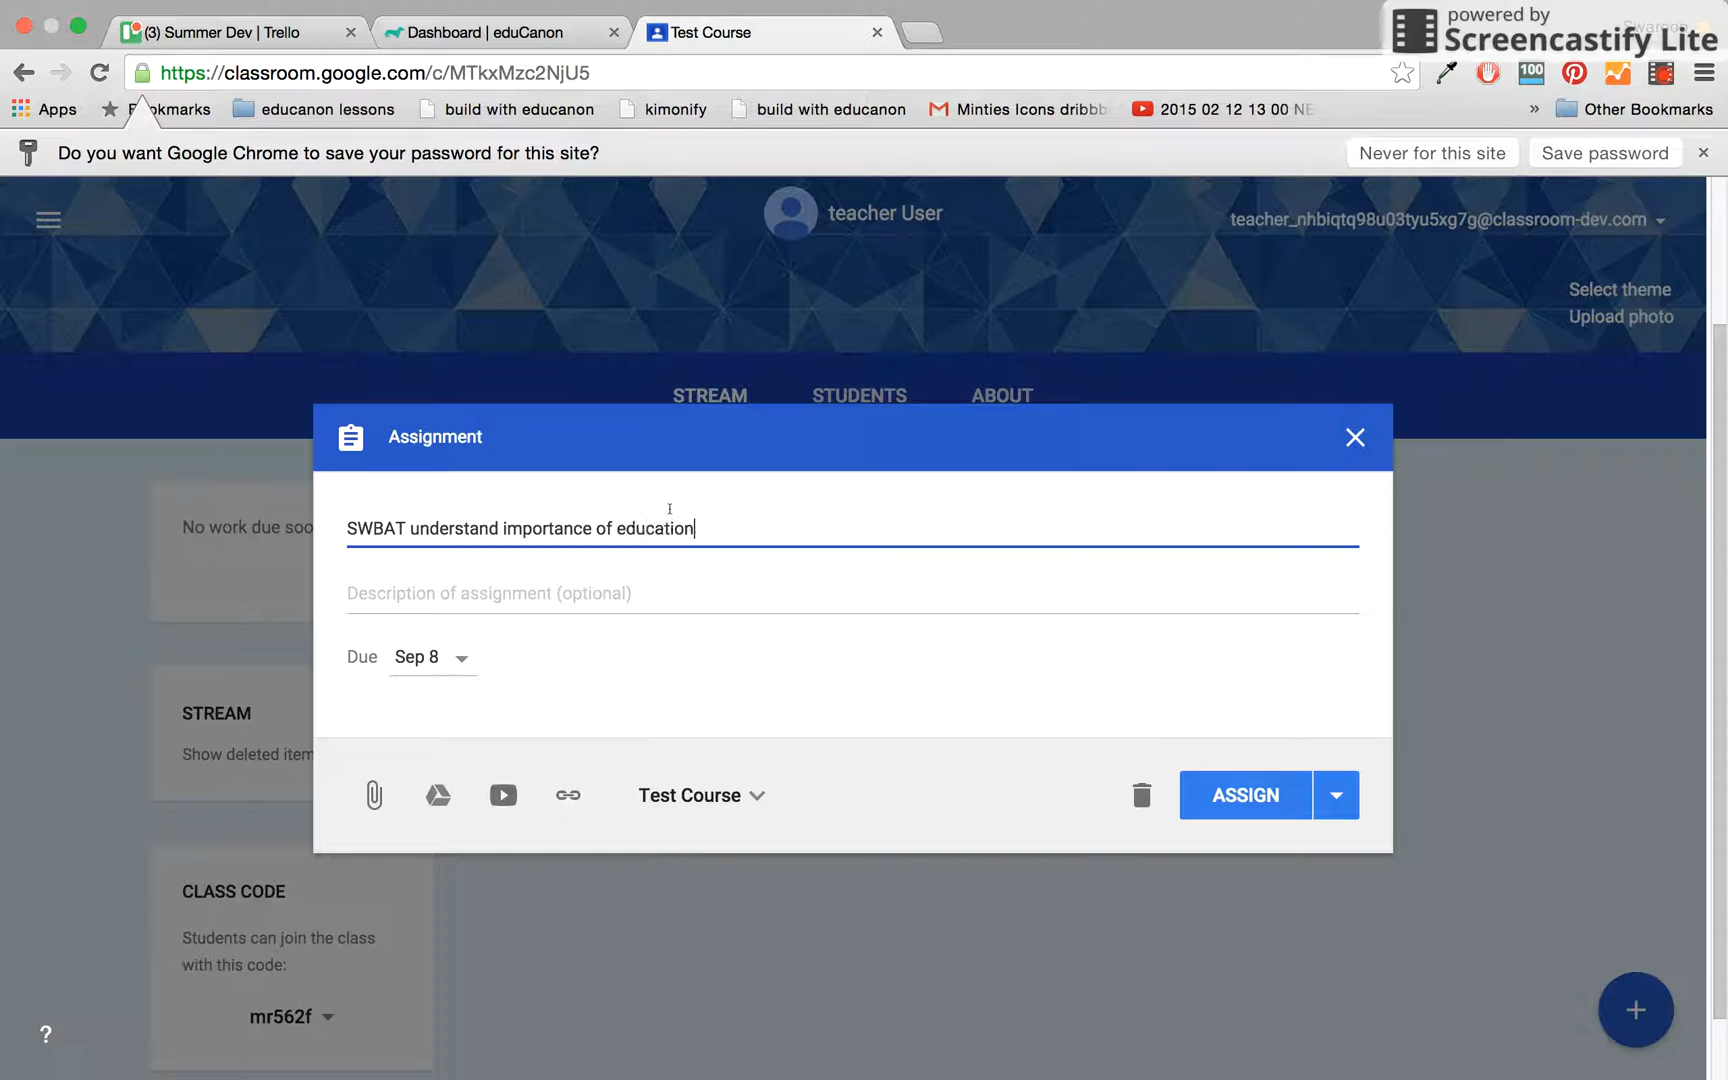 (3) Summer Dev | Trello
Dashboard | eduCanon
Test Course
powered by
Screencastify Lite
https://classroom.google.com/c/MTkxMzc2NjU5
100
Apps
Bookmarks
educanon lessons
build with educanon
kimonify
build with educanon
Minties Icons dribbb
2015 02 12 13 00 NE
»
Other Bookmarks
Do you want Google Chrome to save your password for this site?
Never for this site
Save password
teacher User
teacher_nhbiqtq98u03tyu5xg7g@classroom-dev.com
Select theme
Upload photo
STREAM
STUDENTS
ABOUT
Assignment
SWBAT understand importance of education
No work due soo
Description of assignment (optional)
Due Sep 8
STREAM
Show deleted item
Test Course
ASSIGN
CLASS CODE
Students can join the class
with this code:
mr562f
?